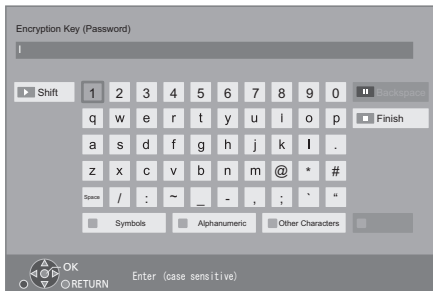 Encryption Key (Password)
Shift 1 2 3 4 5 6 7 8 9 0 Backspace
q w e r t y u i o p Finish
a s d f g h j k l .
z x c v b n m @ * #
Space / : ~ _ - , ; ` “
Symbols Alphanumeric Other Characters
OK
RETURN Enter (case sensitive)